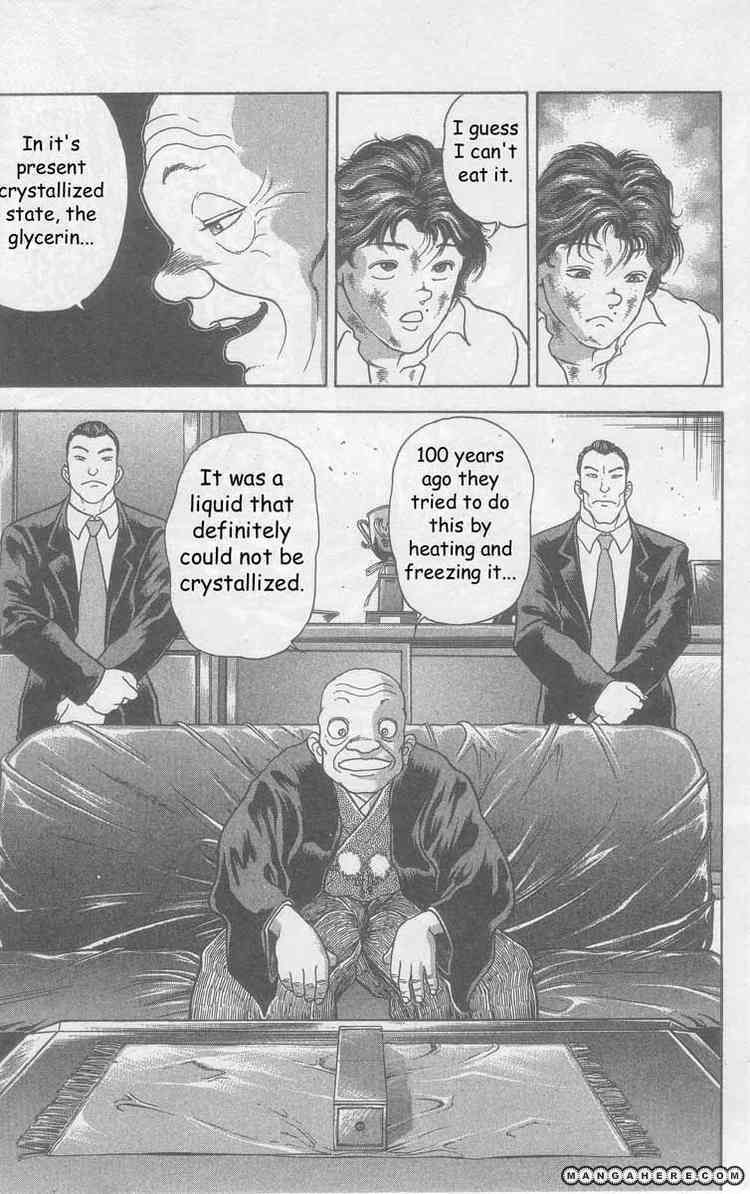 I guess
I can't
eat it.
In it's
present
crystallized
state, the
glycerin...
100 years
ago they
tried to do
this by
heating and
freezing it...
It was a
liquid that
definitely
could not be
crystallized.
MANGAHERE.COM